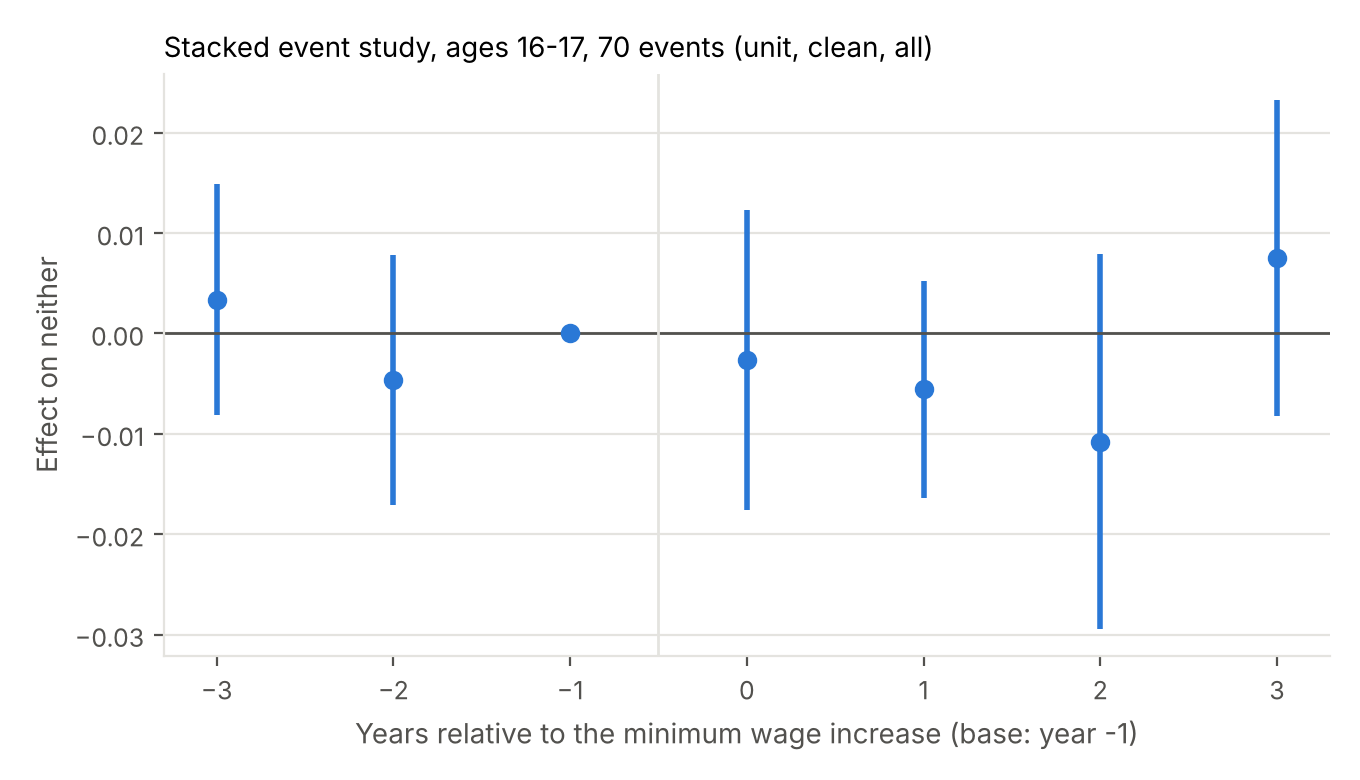 Stacked event study, ages 16-17, 70 events (unit, clean, all)
Effect on neither
0.02
0.01
0.00
−0.01
−0.02
−0.03
−3 −2 −1 0 1 2 3
Years relative to the minimum wage increase (base: year -1)